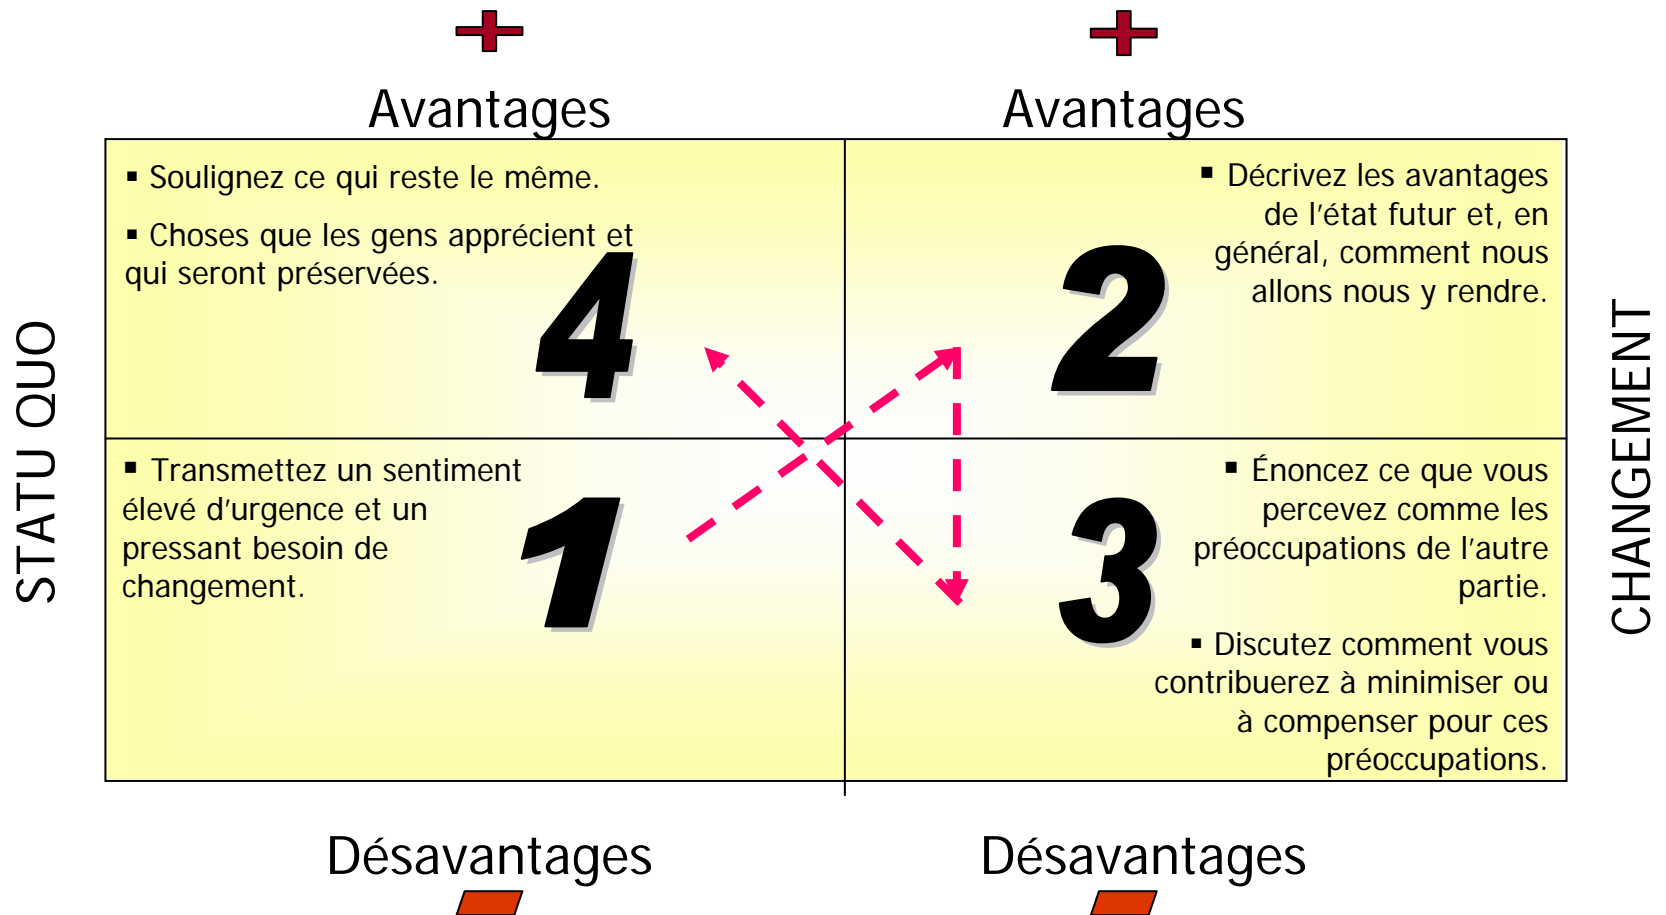 Avantages
Avantages
STATU QUO
▪ Soulignez ce qui reste le même.
▪ Choses que les gens apprécient et
qui seront préservées.
4
2
▪ Décrivez les avantages
de l'état futur et, en
général, comment nous
allons nous y rendre.
▪ Transmettez un sentiment
élevé d'urgence et un
pressant besoin de
changement.
1
3
▪ Énoncez ce que vous
percevez comme les
préoccupations de l'autre
partie.
▪ Discutez comment vous
contribuerez à minimiser ou
à compenser pour ces
préoccupations.
CHANGEMENT
Désavantages
Désavantages